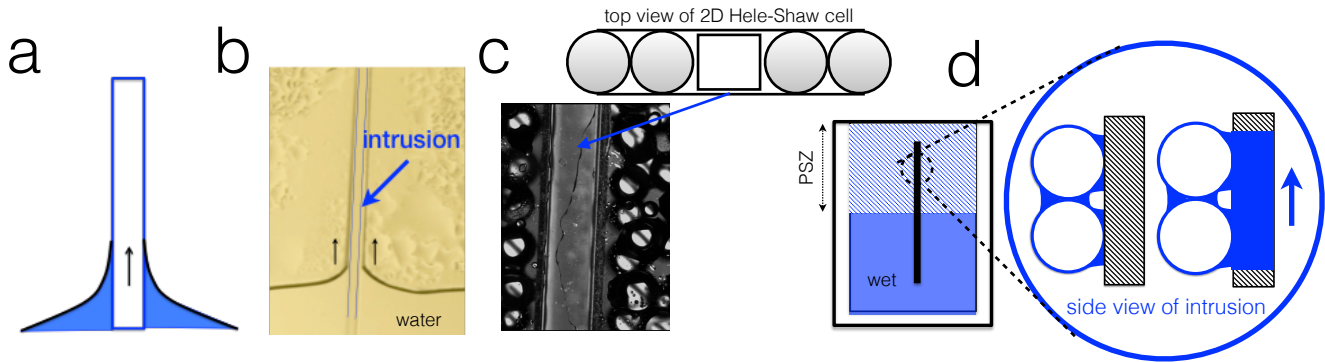 a
b
intrusion
water
c
top view of 2D Hele-Shaw cell
d
PSZ
wet
side view of intrusion